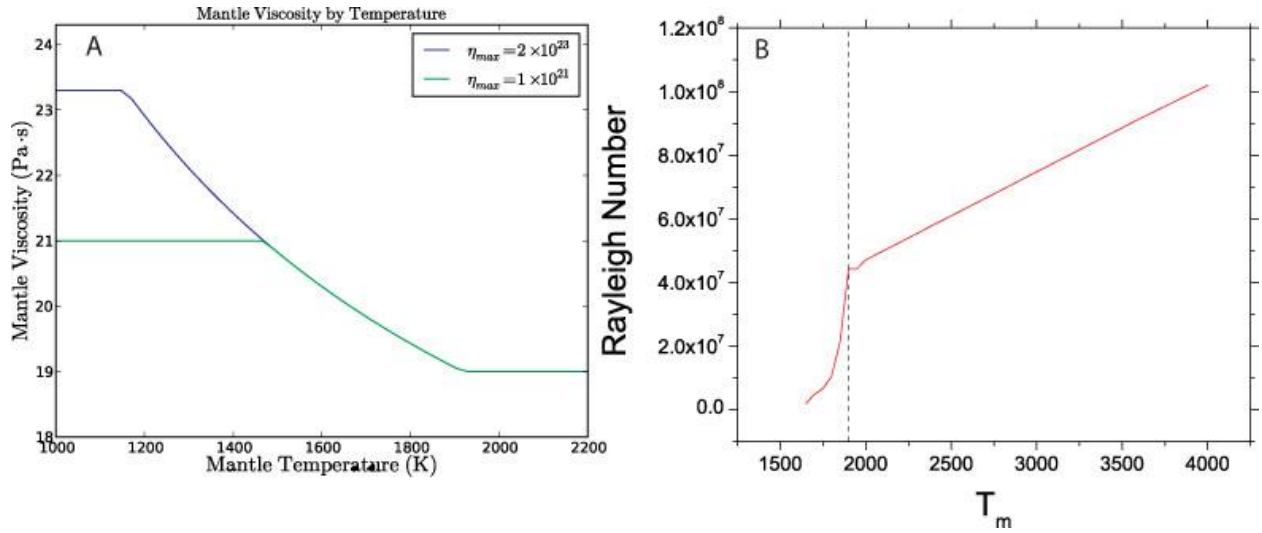 Mantle Viscosity by Temperature
A
η_max = 2 × 10^23
η_max = 1 × 10^21
24
23
22
21
20
19
18
Mantle Viscosity (Pa·s)
1000 1200 1400 1600 1800 2000 2200
Mantle Temperature (K)
B
1.2x10^8
1.0x10^8
8.0x10^7
6.0x10^7
4.0x10^7
2.0x10^7
0.0
Rayleigh Number
1500 2000 2500 3000 3500 4000
T_m